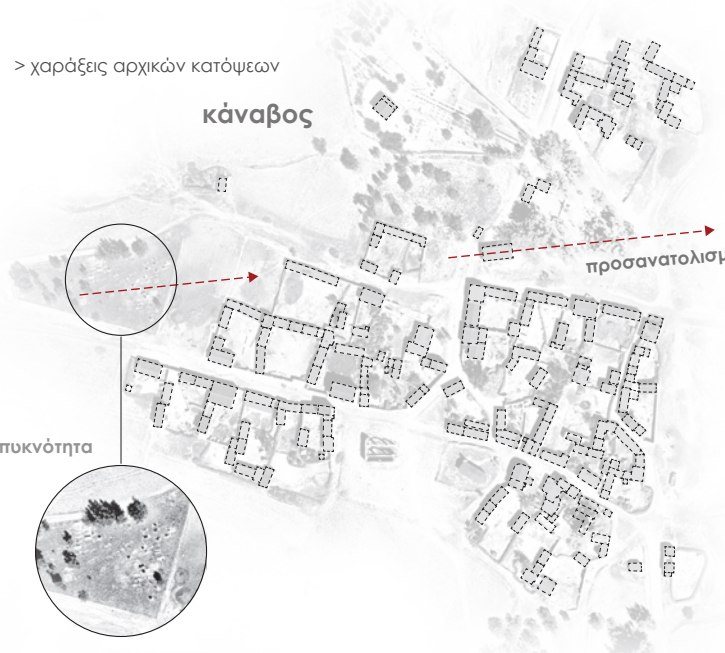 > χαράξεις αρχικών κατόψεων
κάναβος
προσανατολισμ
πυκνότητα